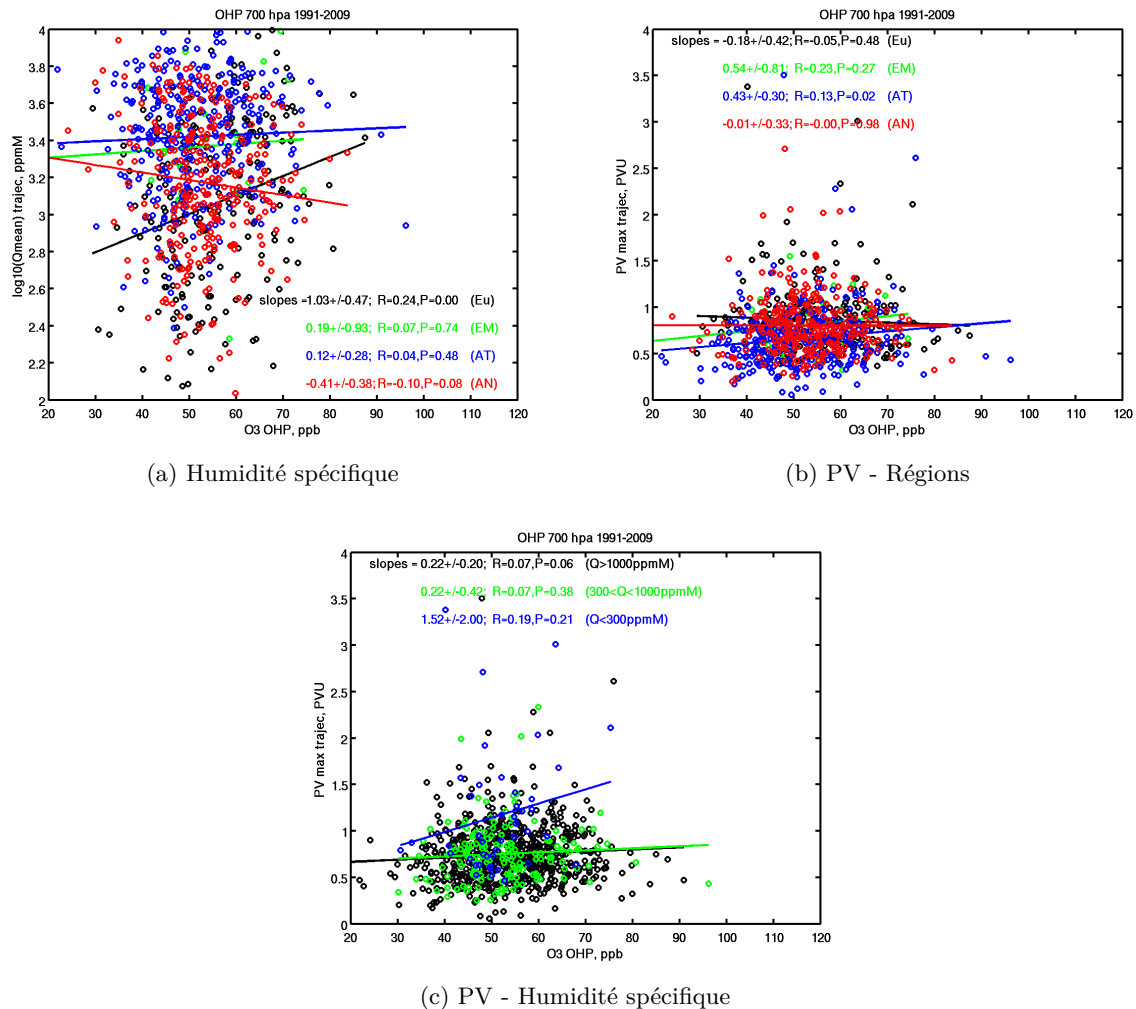 OHP 700 hpa 1991-2009
4
3.8
3.6
3.4
3.2
3
2.8
2.6
2.4
2.2
2
log10(Qmean) trajec, ppmM
slopes =1.03+/-0.47; R=0.24,P=0.00 (Eu)
0.19+/-0.93; R=0.07,P=0.74 (EM)
0.12+/-0.28; R=0.04,P=0.48 (AT)
-0.41+/-0.38; R=-0.10,P=0.08 (AN)
20 30 40 50 60 70 80 90 100 110 120
O3 OHP, ppb
(a) Humidité spécifique
OHP 700 hpa 1991-2009
slopes = -0.18+/-0.42; R=-0.05,P=0.48 (Eu)
0.54+/-0.81; R=0.23,P=0.27 (EM)
0.43+/-0.30; R=0.13,P=0.02 (AT)
-0.01+/-0.33; R=-0.00,P=0.98 (AN)
4
3.5
3
2.5
2
1.5
1
0.5
0
PV max trajec, PVU
20 30 40 50 60 70 80 90 100 110 120
O3 OHP, ppb
(b) PV - Régions
OHP 700 hpa 1991-2009
slopes = 0.22+/-0.20; R=0.07,P=0.06 (Q>1000ppmM)
0.22+/-0.42; R=0.07,P=0.38 (300<Q<1000ppmM)
1.52+/-2.00; R=0.19,P=0.21 (Q<300ppmM)
4
3.5
3
2.5
2
1.5
1
0.5
0
PV max trajec, PVU
20 30 40 50 60 70 80 90 100 110 120
O3 OHP, ppb
(c) PV - Humidité spécifique